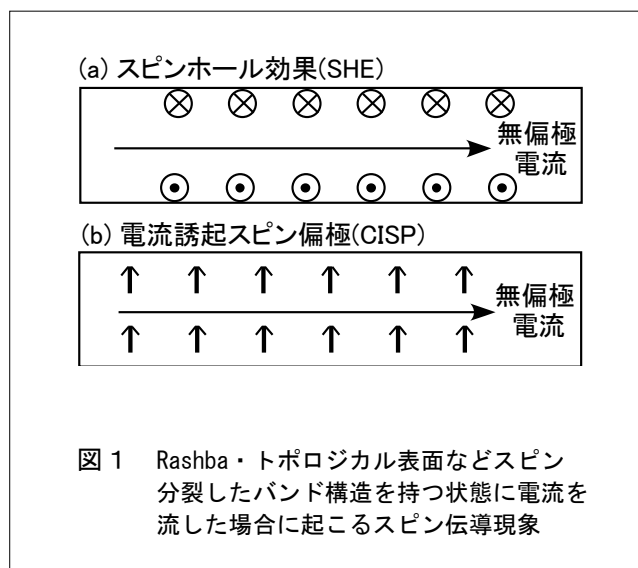 (a) スピンホール効果(SHE)
無偏極
電流
(b) 電流誘起スピン偏極(CISP)
無偏極
電流
図1 Rashba・トポロジカル表面などスピン
分裂したバンド構造を持つ状態に電流を
流した場合に起こるスピン伝導現象